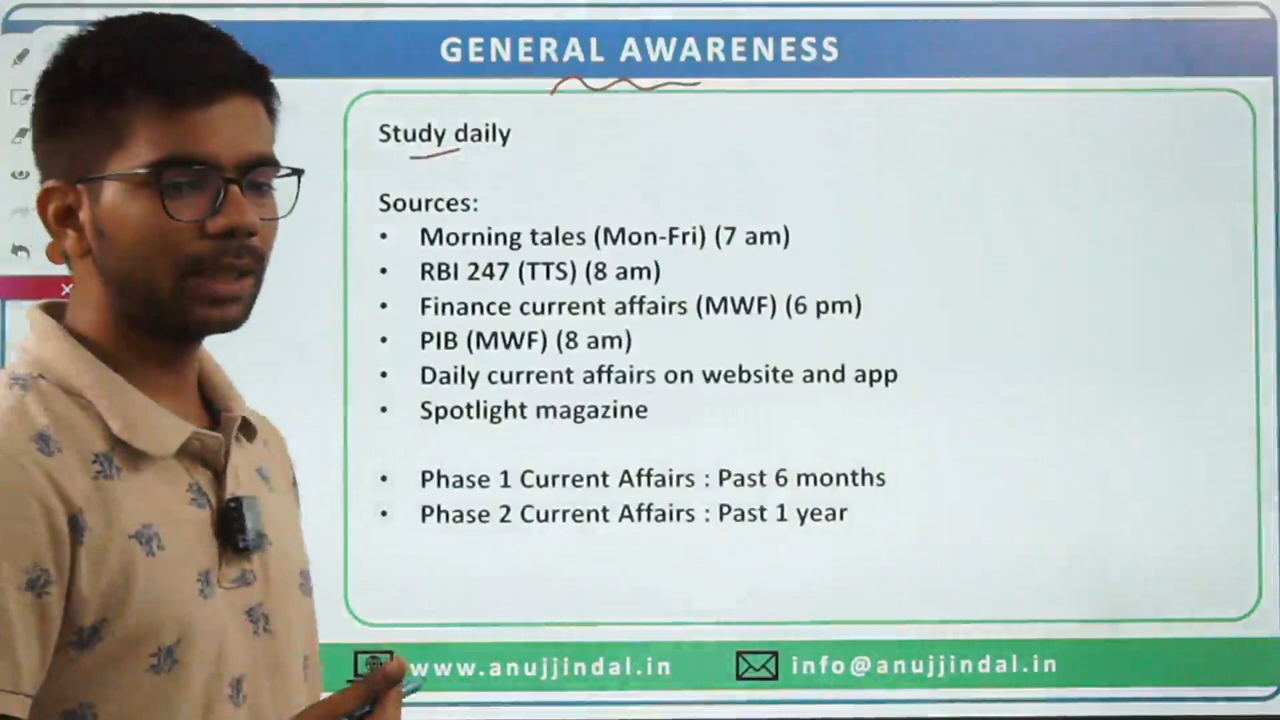 GENERAL AWARENESS
Study daily
Sources:
• Morning tales (Mon-Fri) (7 am)
• RBI 247 (TTS) (8 am)
• Finance current affairs (MWF) (6 pm)
• PIB (MWF) (8 am)
• Daily current affairs on website and app
• Spotlight magazine
• Phase 1 Current Affairs : Past 6 months
• Phase 2 Current Affairs : Past 1 year
www.anujjindal.in info@anujjindal.in